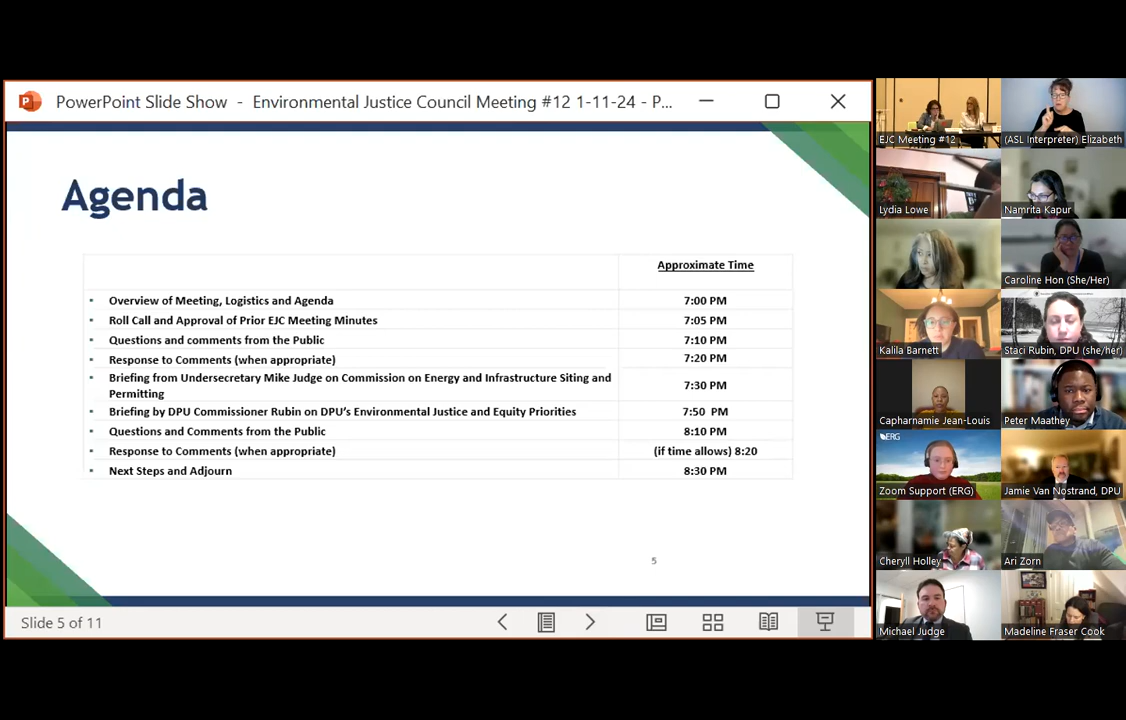 PowerPoint Slide Show - Environmental Justice Council Meeting #12 1-11-24 - P...
Agenda
Approximate Time
Overview of Meeting, Logistics and Agenda 7:00 PM
Roll Call and Approval of Prior EJC Meeting Minutes 7:05 PM
Questions and comments from the Public 7:10 PM
Response to Comments (when appropriate) 7:20 PM
Briefing from Undersecretary Mike Judge on Commission on Energy and Infrastructure Siting and
Permitting 7:30 PM
Briefing by DPU Commissioner Rubin on DPU's Environmental Justice and Equity Priorities 7:50 PM
Questions and Comments from the Public 8:10 PM
Response to Comments (when appropriate) (if time allows) 8:20
Next Steps and Adjourn 8:30 PM
5
Slide 5 of 11
EJC Meeting #12
(ASL Interpreter) Elizabeth
Lydia Lowe
Namrita Kapur
Caroline Hon (She/Her)
Kalila Barnett
Staci Rubin, DPU (she/her)
Capharnamie Jean-Louis
Peter Maathey
ERG
Zoom Support (ERG)
Jamie Van Nostrand, DPU
Cheryll Holley
Ari Zorn
Michael Judge
Madeline Fraser Cook